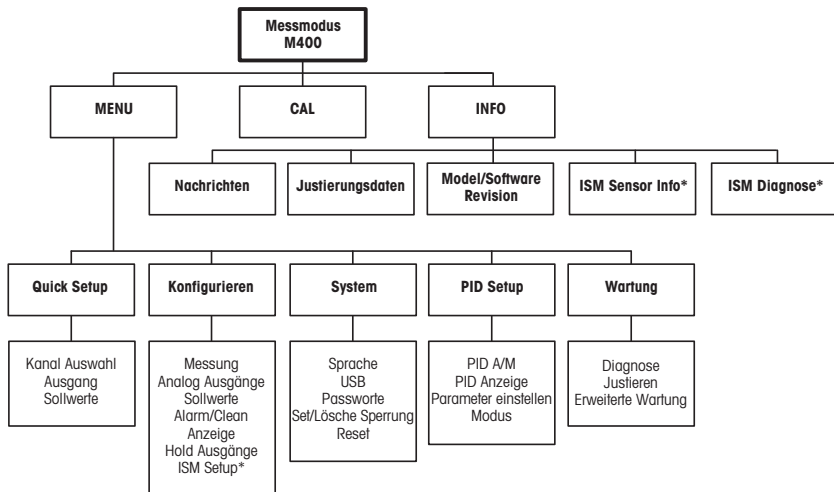 Messmodus
M400
MENU
CAL
INFO
Nachrichten
Justierungsdaten
Model/Software
Revision
ISM Sensor Info*
ISM Diagnose*
Quick Setup
Konfigurieren
System
PID Setup
Wartung
Kanal Auswahl
Ausgang
Sollwerte
Messung
Analog Ausgänge
Sollwerte
Alarm/Clean
Anzeige
Hold Ausgänge
ISM Setup*
Sprache
USB
Passworte
Set/Lösche Sperrung
Reset
PID A/M
PID Anzeige
Parameter einstellen
Modus
Diagnose
Justieren
Erweiterte Wartung